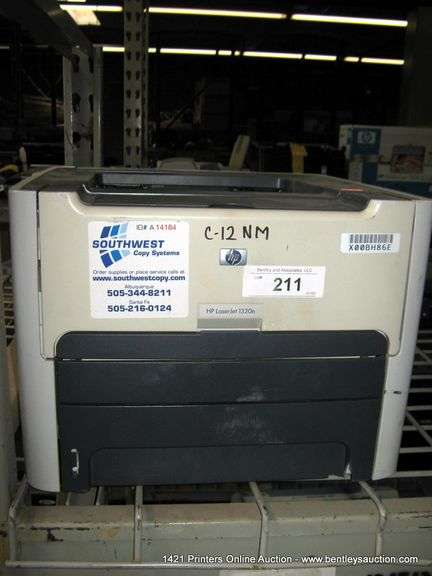 ID# A 14184
SOUTHWEST
Copy Systems
Order supplies or place service calls at
www.southwestcopy.com
Albuquerque
505-344-8211
Santa Fe
505-216-0124
C-12 NM
hp
X00BH86E
Bentley and Associates, LLC
211
HP LaserJet 1320n
1421 Printers Online Auction - www.bentleysauction.com